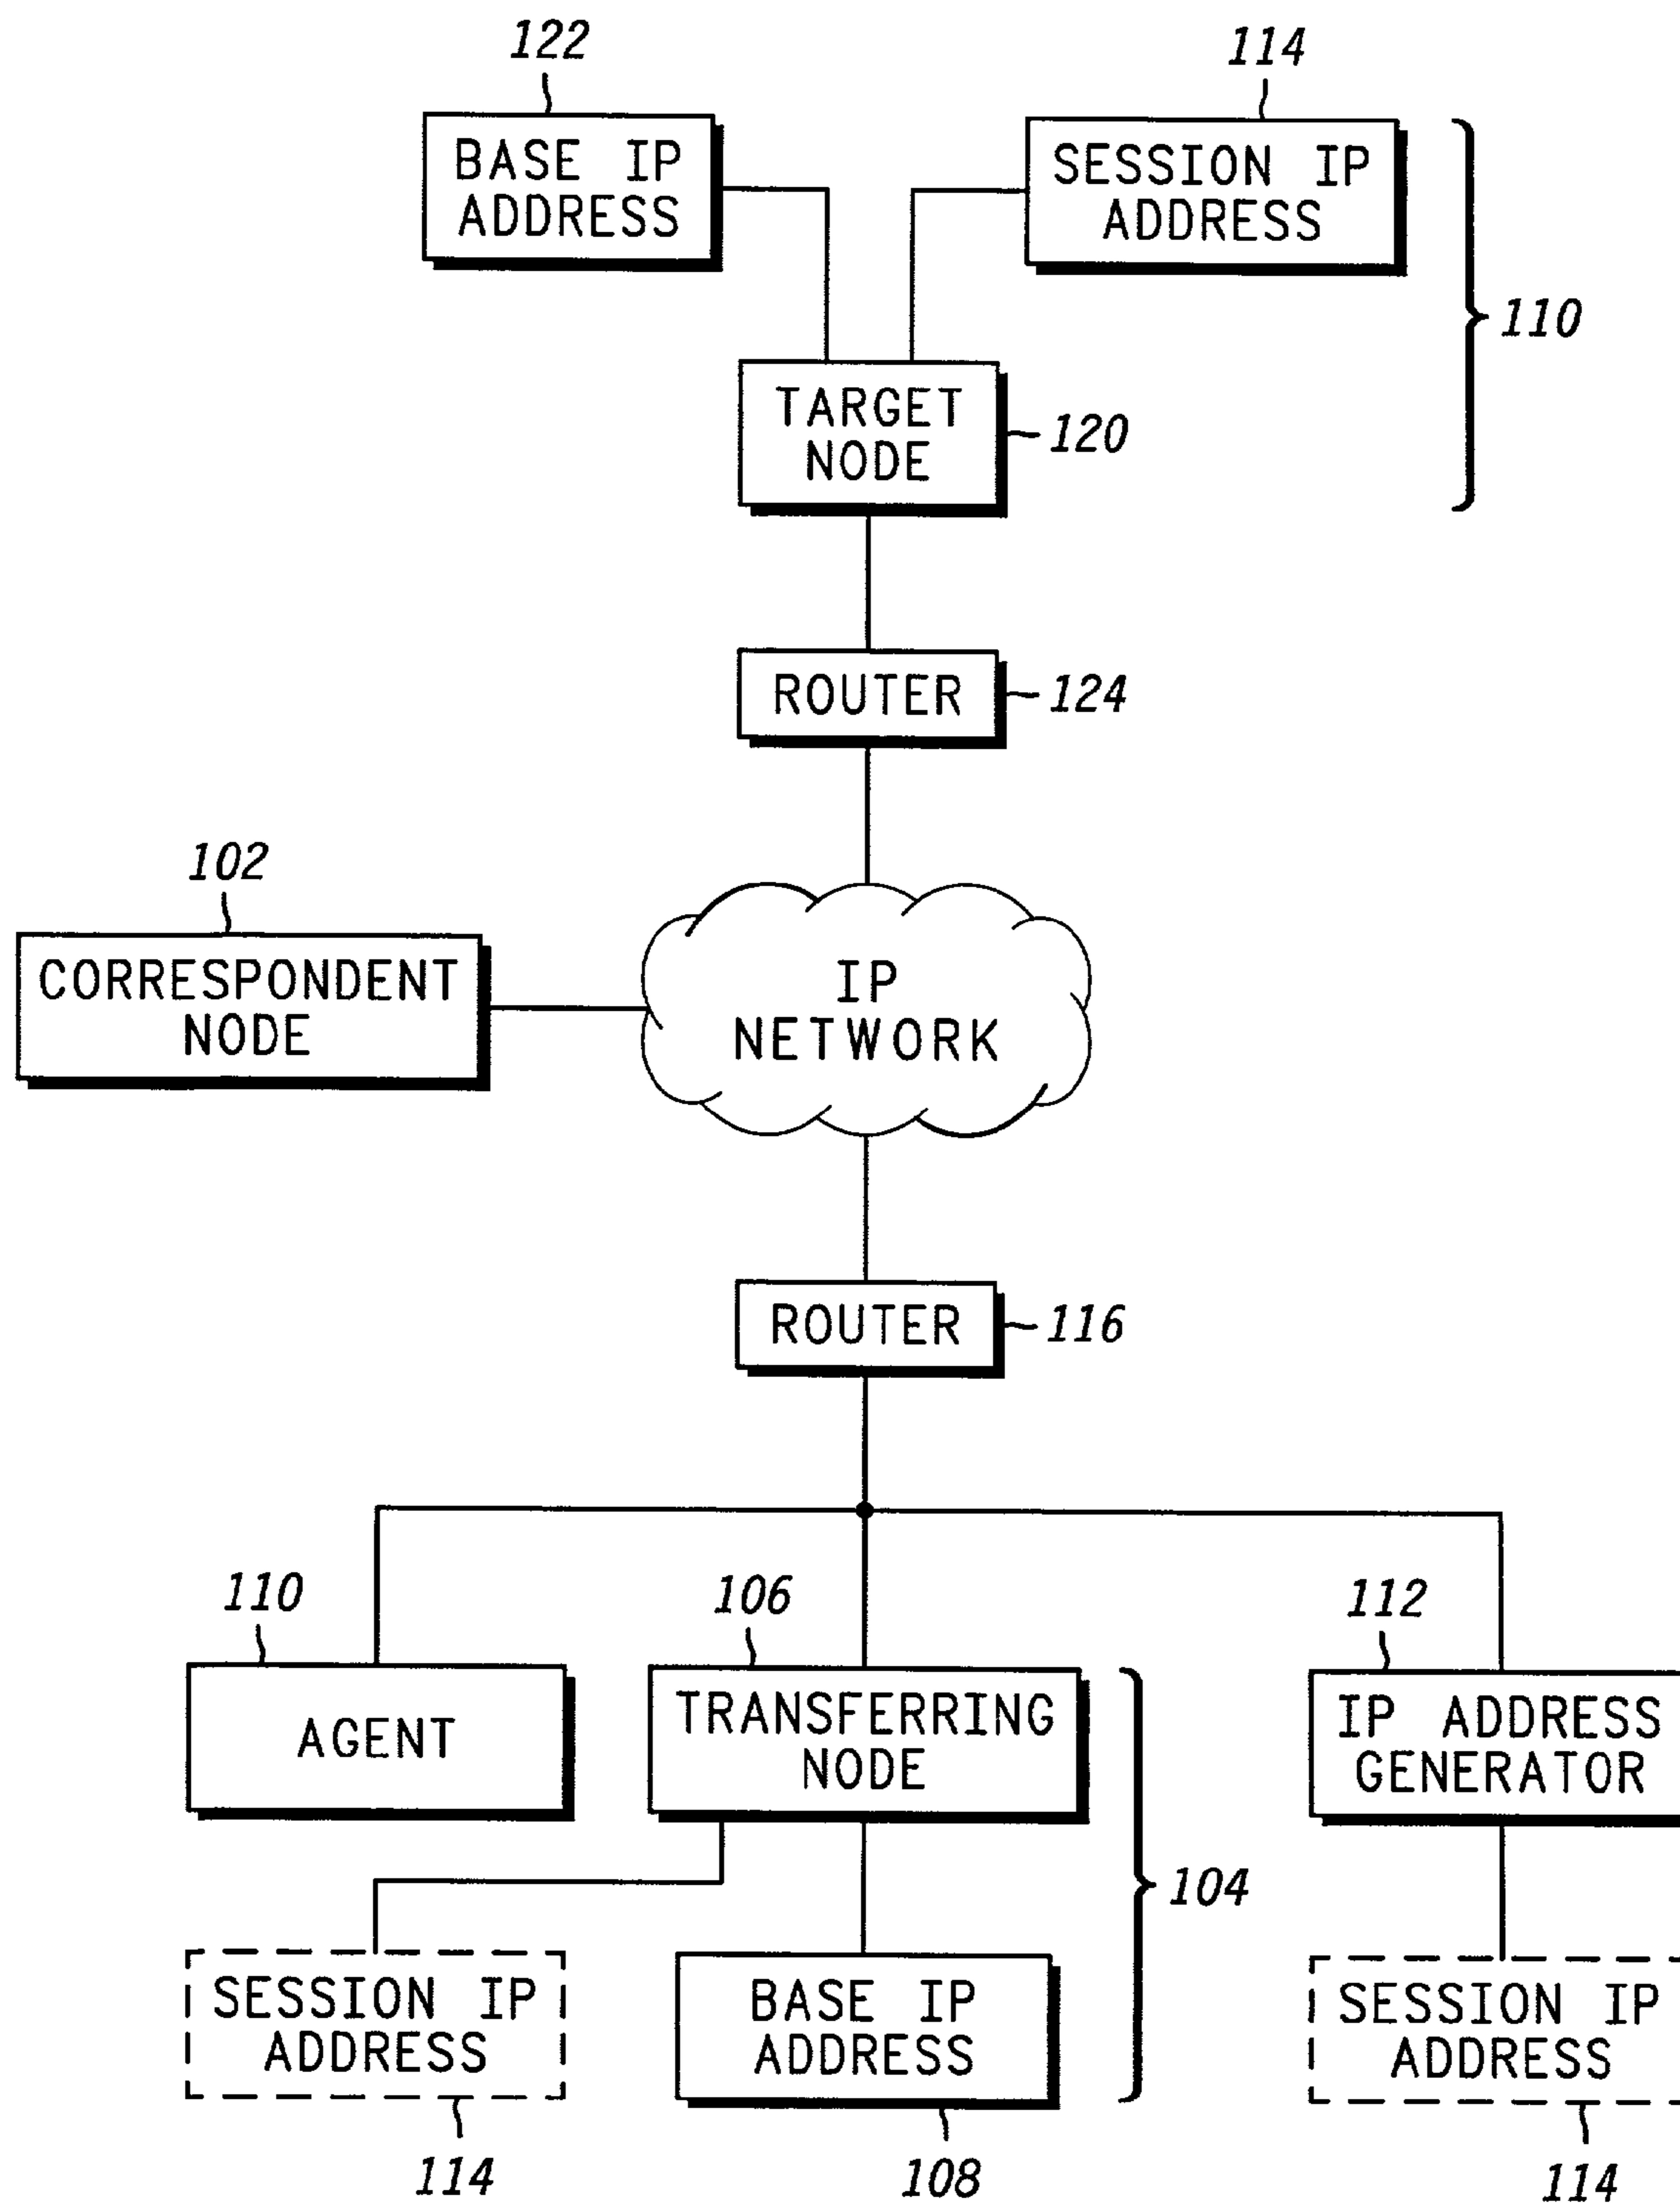 122
114
BASE IP
ADDRESS
SESSION IP
ADDRESS
110
TARGET
NODE
120
ROUTER
124
102
CORRESPONDENT
NODE
IP
NETWORK
ROUTER
116
110
106
112
AGENT
TRANSFERRING
NODE
IP ADDRESS
GENERATOR
104
SESSION IP
ADDRESS
BASE IP
ADDRESS
SESSION IP
ADDRESS
114
108
114